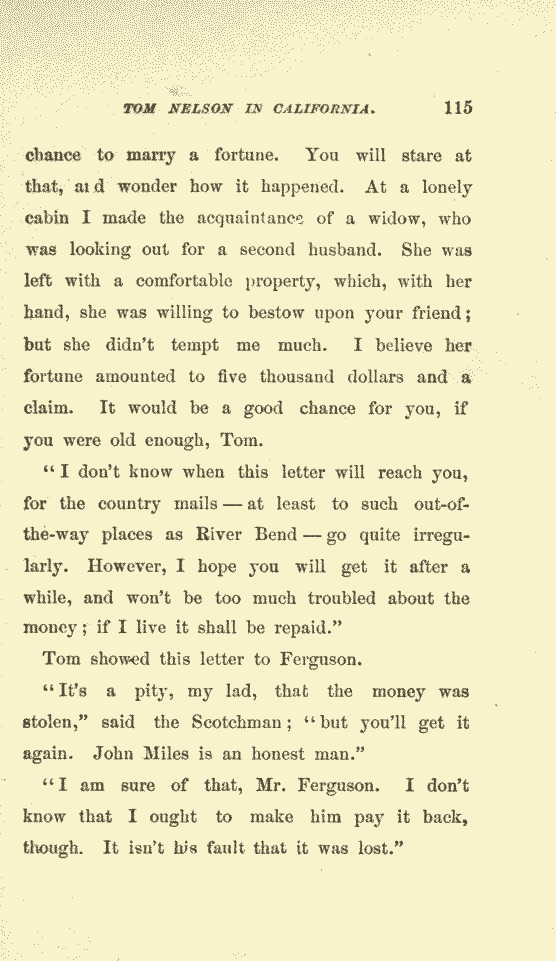 TOM NELSON IN CALIFORNIA. 115
chance to marry a fortune. You will stare at
that, and wonder how it happened. At a lonely
cabin I made the acquaintance of a widow, who
was looking out for a second husband. She was
left with a comfortable property, which, with her
hand, she was willing to bestow upon your friend;
but she didn't tempt me much. I believe her
fortune amounted to five thousand dollars and a
claim. It would be a good chance for you, if
you were old enough, Tom.
“I don't know when this letter will reach you,
for the country mails — at least to such out-of-
the-way places as River Bend — go quite irregu-
larly. However, I hope you will get it after a
while, and won't be too much troubled about the
money; if I live it shall be repaid.”
Tom showed this letter to Ferguson.
“It's a pity, my lad, that the money was
stolen,” said the Scotchman; “but you'll get it
again. John Miles is an honest man.”
“I am sure of that, Mr. Ferguson. I don't
know that I ought to make him pay it back,
though. It isn't his fault that it was lost.”